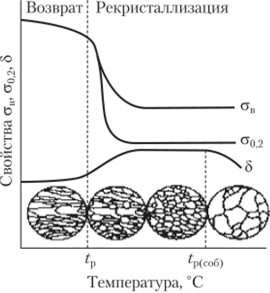 Возврат Рекристаллизация
Свойства σв, σ0,2, δ
σв
σ0,2
δ
tр tр(соб)
Температура, °C